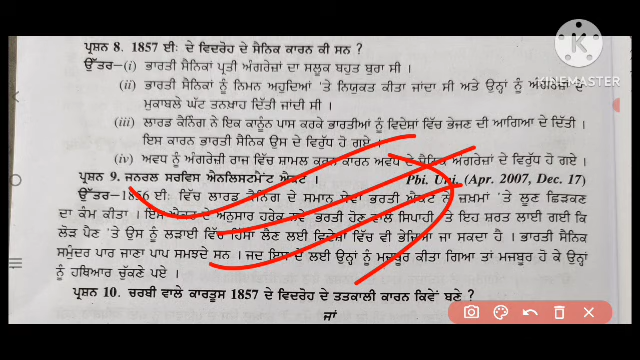 ਪ੍ਰਸ਼ਨ 8. 1857 ਈ: ਦੇ ਵਿਦਰੋਹ ਦੇ ਸੈਨਿਕ ਕਾਰਨ ਕੀ ਸਨ ?
ਉੱਤਰ—(i) ਭਾਰਤੀ ਸੈਨਿਕਾਂ ਪ੍ਰਤੀ ਅੰਗਰੇਜ਼ਾਂ ਦਾ ਸਲੂਕ ਬਹੁਤ ਬੁਰਾ ਸੀ ।
(ii) ਭਾਰਤੀ ਸੈਨਿਕਾਂ ਨੂੰ ਨਿਮਨ ਅਹੁਦਿਆਂ 'ਤੇ ਨਿਯੁਕਤ ਕੀਤਾ ਜਾਂਦਾ ਸੀ ਅਤੇ ਉਨ੍ਹਾਂ ਨੂੰ ਅੰਗਰੇਜ਼ਾਂ ਦੇ
ਮੁਕਾਬਲੇ ਘੱਟ ਤਨਖ਼ਾਹ ਦਿੱਤੀ ਜਾਂਦੀ ਸੀ ।
KINEMASTER
(iii) ਲਾਰਡ ਕੈਨਿੰਗ ਨੇ ਇਕ ਕਾਨੂੰਨ ਪਾਸ ਕਰਕੇ ਭਾਰਤੀਆਂ ਨੂੰ ਵਿਦੇਸ਼ਾਂ ਵਿੱਚ ਭੇਜਣ ਦੀ ਆਗਿਆ ਦੇ ਦਿੱਤੀ ।
ਇਸ ਕਾਰਨ ਭਾਰਤੀ ਸੈਨਿਕ ਉਸ ਦੇ ਵਿਰੁੱਧ ਹੋ ਗਏ ।
(iv) ਅਵਧ ਨੂੰ ਅੰਗਰੇਜ਼ੀ ਰਾਜ ਵਿੱਚ ਸ਼ਾਮਲ ਕਰਨ ਕਾਰਨ ਅਵਧ ਦੇ ਸੈਨਿਕ ਅੰਗਰੇਜ਼ਾਂ ਦੇ ਵਿਰੁੱਧ ਹੋ ਗਏ ।
ਪ੍ਰਸ਼ਨ 9. ਜਨਰਲ ਸਰਵਿਸ ਐਨਲਿਸਟਮੈਂਟ ਐਕਟ । Pbi. Uni. (Apr. 2007, Dec. 17)
ਉੱਤਰ—1856 ਈ: ਵਿੱਚ ਲਾਰਡ ਕੈਨਿੰਗ ਦੇ ਸਮਾਨ ਸੇਵਾ ਭਰਤੀ ਐਕਟ ਨੇ ਜ਼ਖ਼ਮਾਂ 'ਤੇ ਲੂਣ ਛਿੜਕਣ
ਦਾ ਕੰਮ ਕੀਤਾ । ਇਸ ਐਕਟ ਦੇ ਅਨੁਸਾਰ ਹਰੇਕ ਨਵੇਂ ਭਰਤੀ ਹੋਣ ਵਾਲੇ ਸਿਪਾਹੀ 'ਤੇ ਇਹ ਸ਼ਰਤ ਲਾਈ ਗਈ ਕਿ
ਲੋੜ ਪੈਣ 'ਤੇ ਉਸ ਨੂੰ ਲੜਾਈ ਵਿੱਚ ਹਿੱਸਾ ਲੈਣ ਲਈ ਵਿਦੇਸ਼ਾਂ ਵਿੱਚ ਵੀ ਭੇਜਿਆ ਜਾ ਸਕਦਾ ਹੈ । ਭਾਰਤੀ ਸੈਨਿਕ
ਸਮੁੰਦਰ ਪਾਰ ਜਾਣਾ ਪਾਪ ਸਮਝਦੇ ਸਨ । ਜਦ ਇਸ ਦੇ ਲਈ ਉਨ੍ਹਾਂ ਨੂੰ ਮਜਬੂਰ ਕੀਤਾ ਗਿਆ ਤਾਂ ਮਜਬੂਰ ਹੋ ਕੇ ਉਨ੍ਹਾਂ
ਨੂੰ ਹਥਿਆਰ ਚੁੱਕਣੇ ਪਏ ।
ਪ੍ਰਸ਼ਨ 10. ਚਰਬੀ ਵਾਲੇ ਕਾਰਤੂਸ 1857 ਦੇ ਵਿਦਰੋਹ ਦੇ ਤਤਕਾਲੀ ਕਾਰਨ ਕਿਵੇਂ ਬਣੇ ?
ਜਾਂ